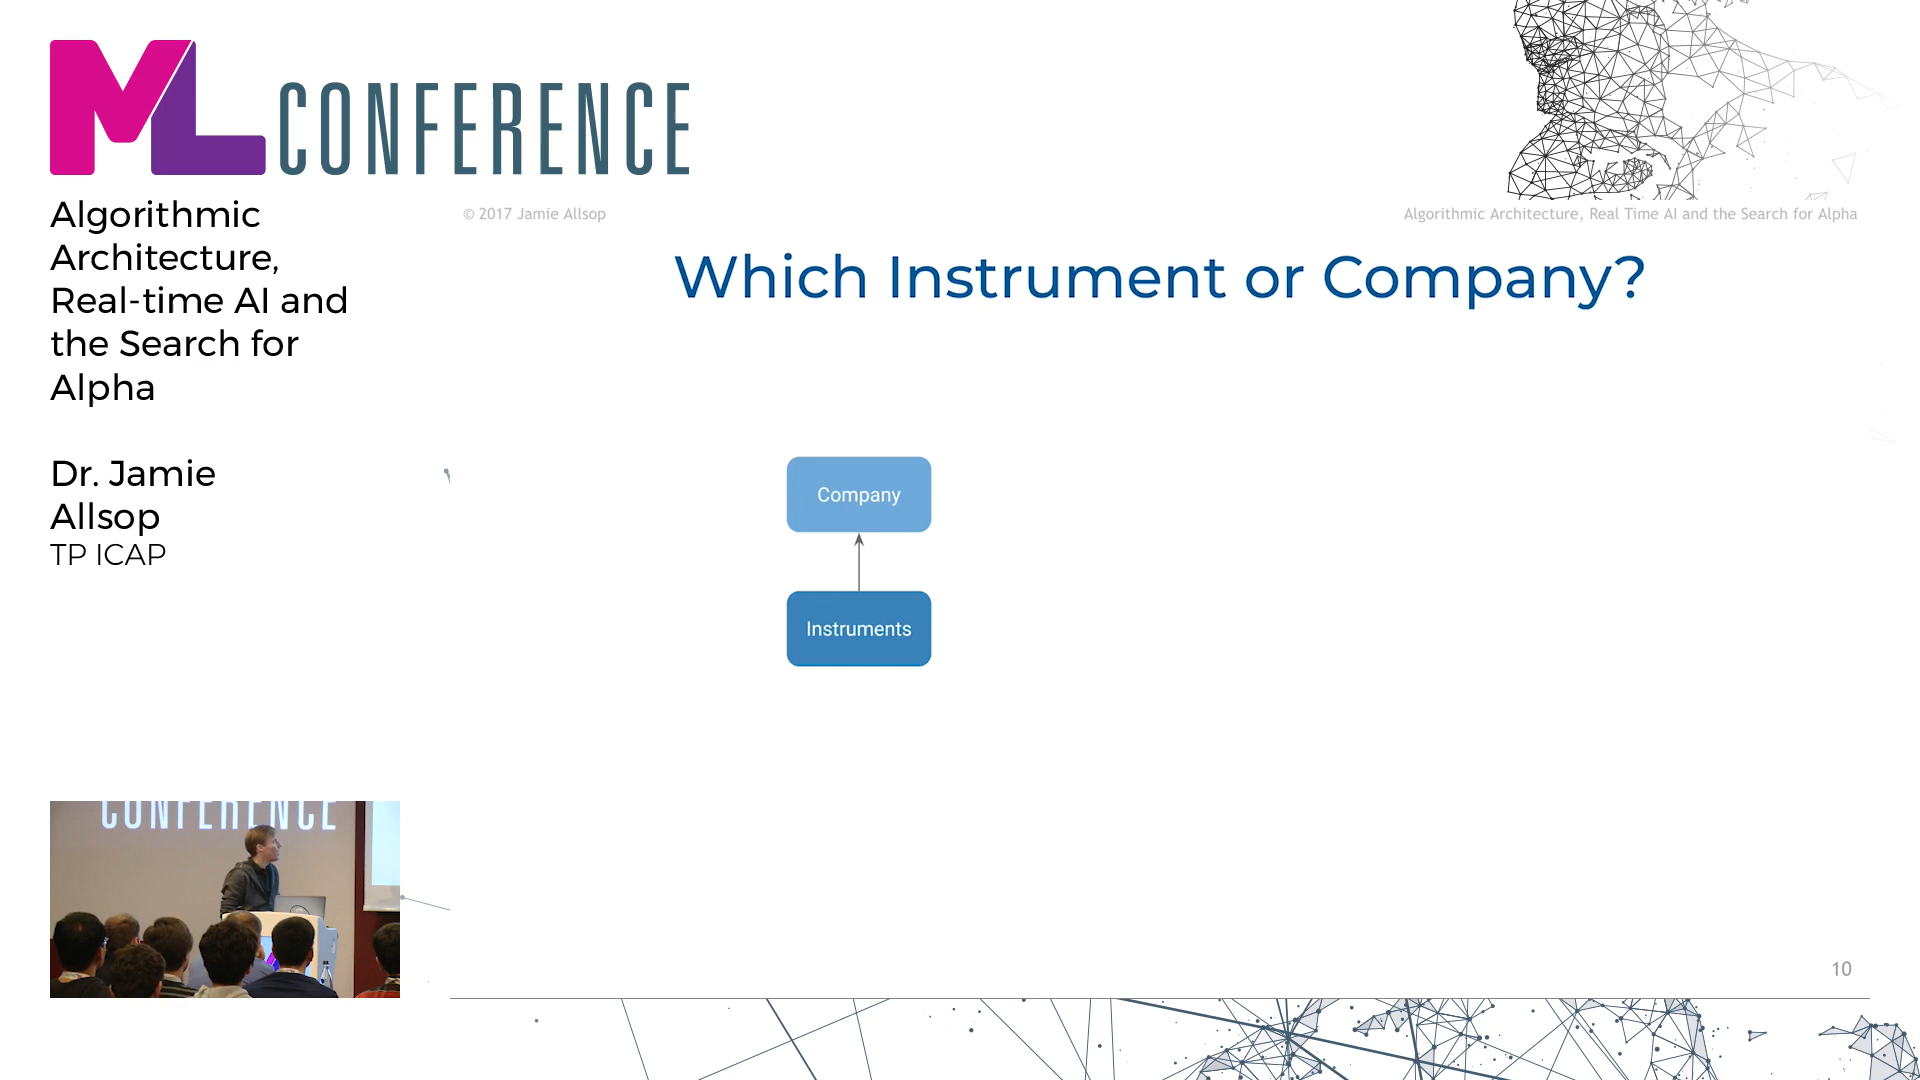 ML CONFERENCE
Algorithmic
Architecture,
Real-time AI and
the Search for
Alpha
Dr. Jamie
Allsop
TP ICAP
© 2017 Jamie Allsop
Algorithmic Architecture, Real Time AI and the Search for Alpha
Which Instrument or Company?
Company
Instruments
CONFERENCE
10